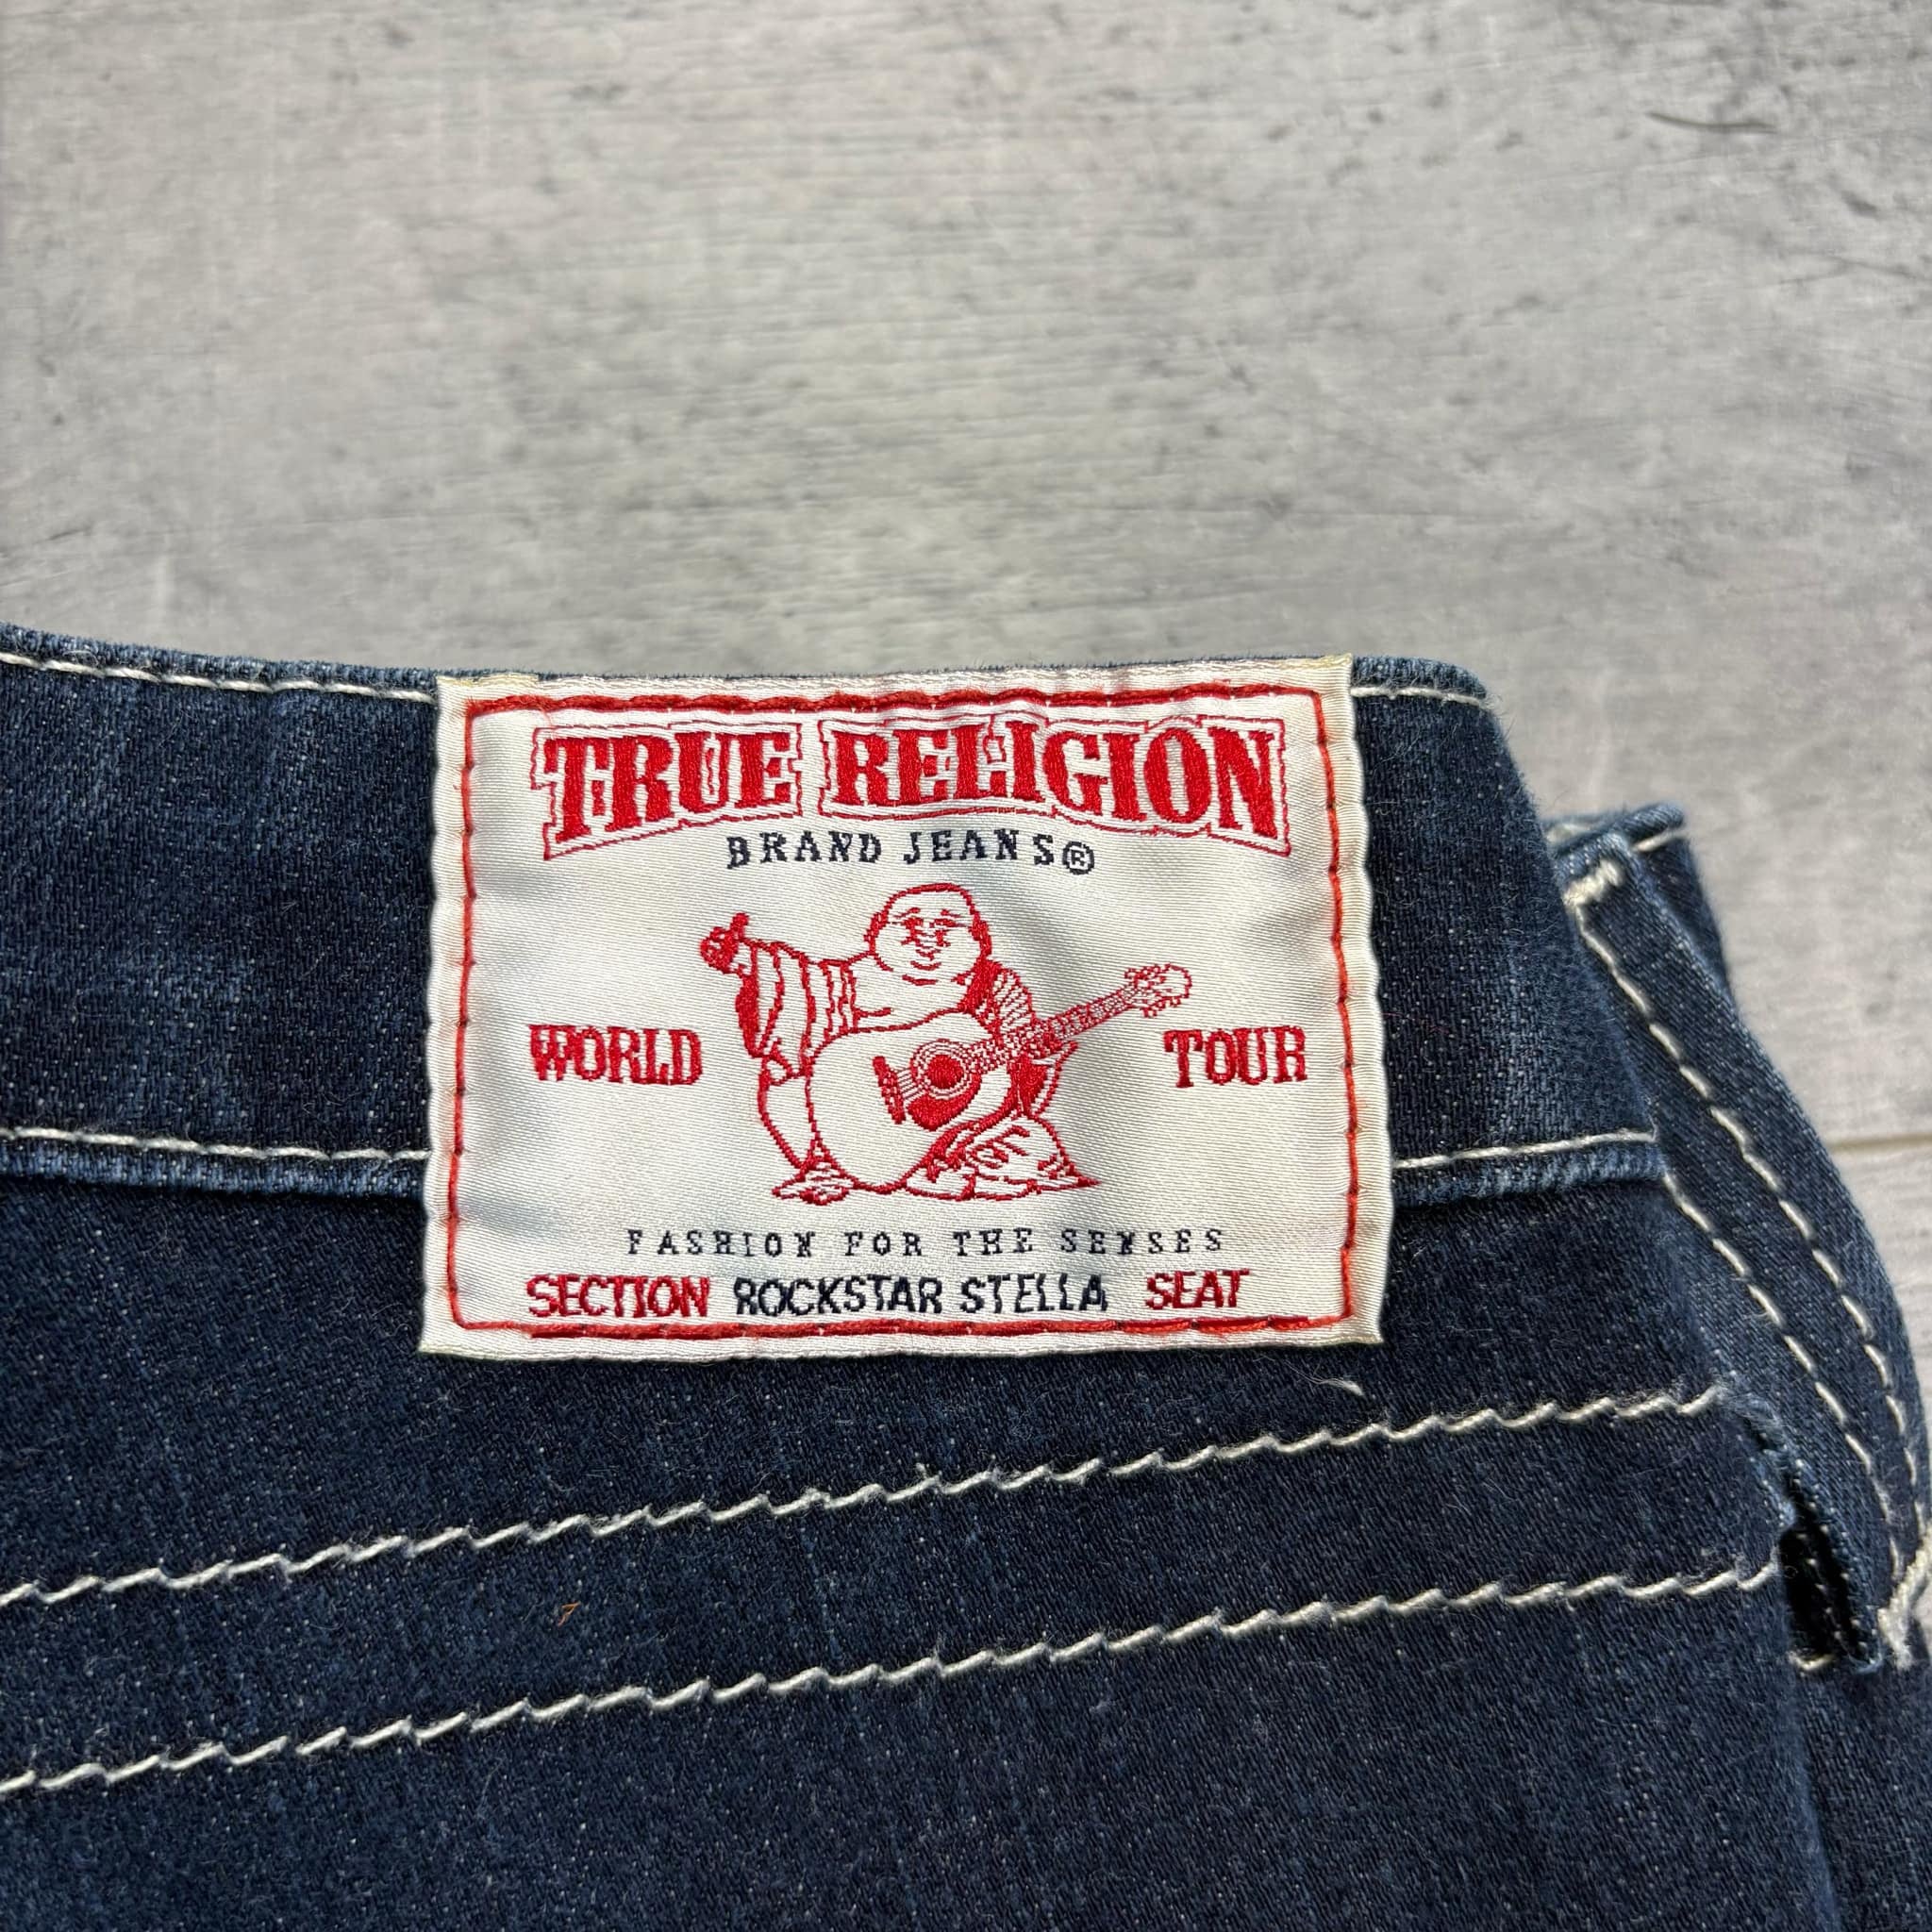 TRUE RELIGION
BRAND JEANS®
WORLD TOUR
FASHION FOR THE SENSES
SECTION ROCKSTAR STELLA SEAT